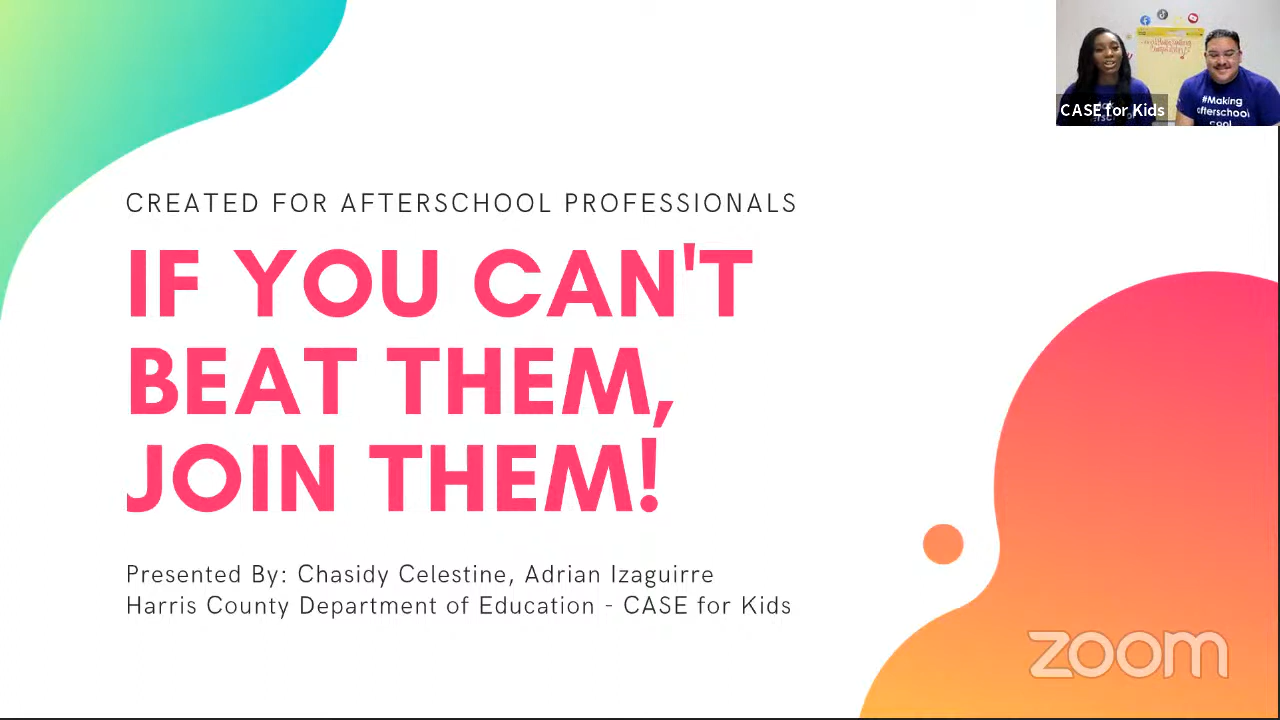 CREATED FOR AFTERSCHOOL PROFESSIONALS
IF YOU CAN'T
BEAT THEM,
JOIN THEM!
Presented By: Chasidy Celestine, Adrian Izaguirre
Harris County Department of Education - CASE for Kids
CASE for Kids
#Making
afterschool
cool
zoom